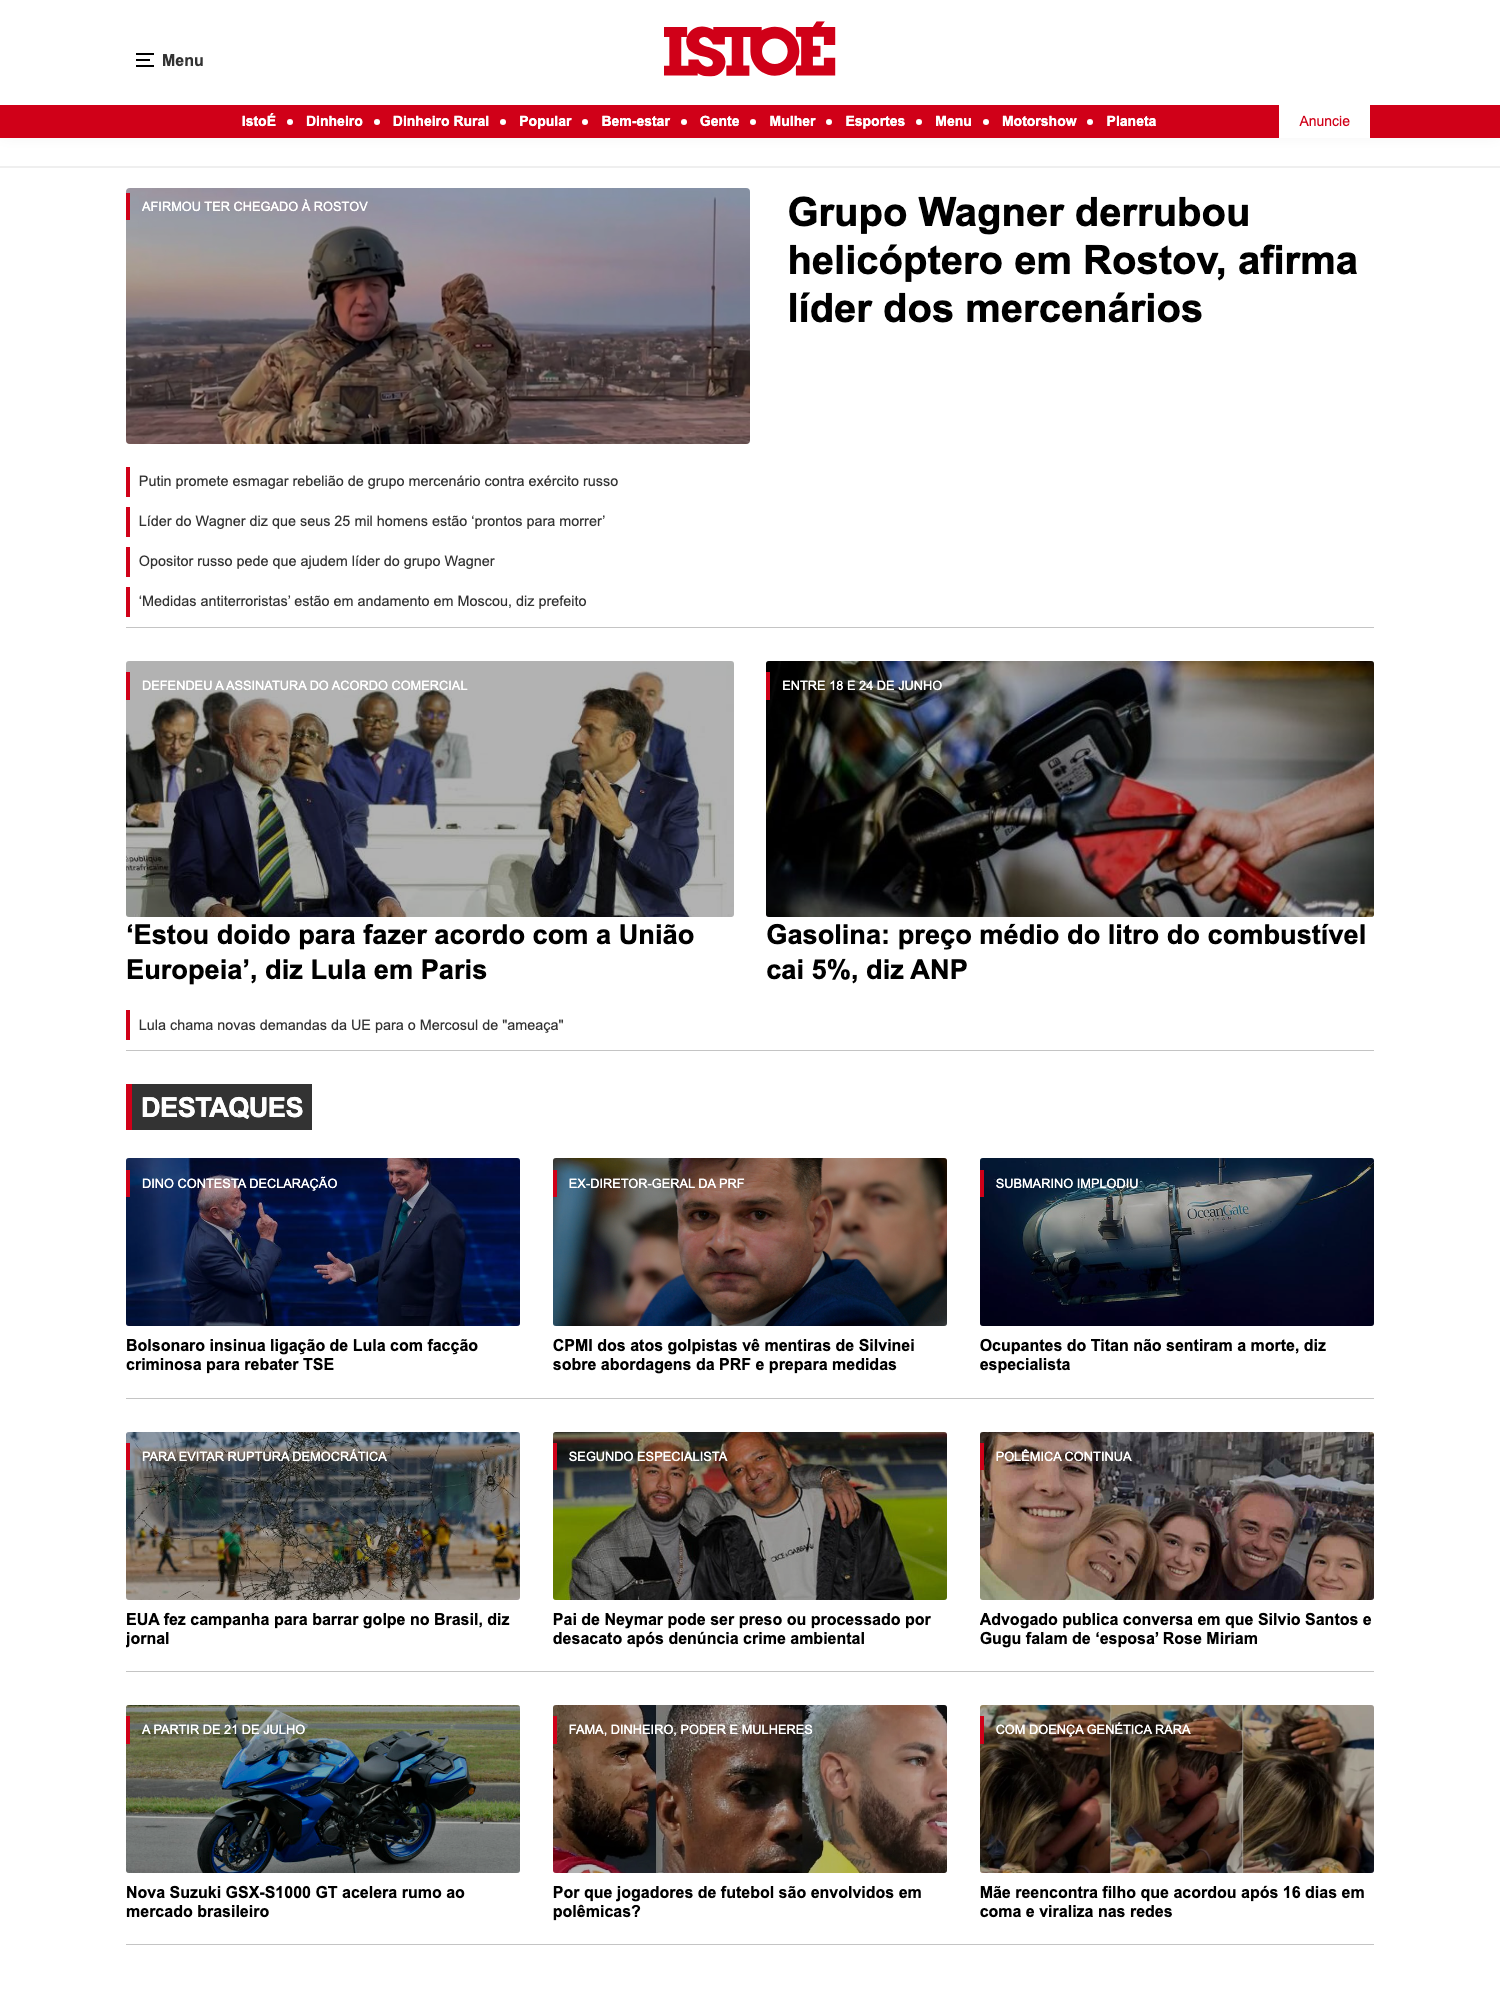 Menu
ISTOÉ
IstoÉ • Dinheiro • Dinheiro Rural • Popular • Bem-estar • Gente • Mulher • Esportes • Menu • Motorshow • Planeta
Anuncie
AFIRMOU TER CHEGADO À ROSTOV
Grupo Wagner derrubou
helicóptero em Rostov, afirma
líder dos mercenários
Putin promete esmagar rebelião de grupo mercenário contra exército russo
Líder do Wagner diz que seus 25 mil homens estão ‘prontos para morrer’
Opositor russo pede que ajudem líder do grupo Wagner
‘Medidas antiterroristas’ estão em andamento em Moscou, diz prefeito
DEFENDEU A ASSINATURA DO ACORDO COMERCIAL
‘Estou doido para fazer acordo com a União
Europeia’, diz Lula em Paris
Lula chama novas demandas da UE para o Mercosul de "ameaça"
ENTRE 18 E 24 DE JUNHO
Gasolina: preço médio do litro do combustível
cai 5%, diz ANP
DESTAQUES
DINO CONTESTA DECLARAÇÃO
Bolsonaro insinua ligação de Lula com facção
criminosa para rebater TSE
EX-DIRETOR-GERAL DA PRF
CPMI dos atos golpistas vê mentiras de Silvinei
sobre abordagens da PRF e prepara medidas
SUBMARINO IMPLODIU
OceanGate
TITAN
Ocupantes do Titan não sentiram a morte, diz
especialista
PARA EVITAR RUPTURA DEMOCRÁTICA
EUA fez campanha para barrar golpe no Brasil, diz
jornal
SEGUNDO ESPECIALISTA
Pai de Neymar pode ser preso ou processado por
desacato após denúncia crime ambiental
POLÊMICA CONTINUA
Advogado publica conversa em que Silvio Santos e
Gugu falam de ‘esposa’ Rose Miriam
A PARTIR DE 21 DE JULHO
Nova Suzuki GSX-S1000 GT acelera rumo ao
mercado brasileiro
FAMA, DINHEIRO, PODER E MULHERES
Por que jogadores de futebol são envolvidos em
polêmicas?
COM DOENÇA GENÉTICA RARA
Mãe reencontra filho que acordou após 16 dias em
coma e viraliza nas redes